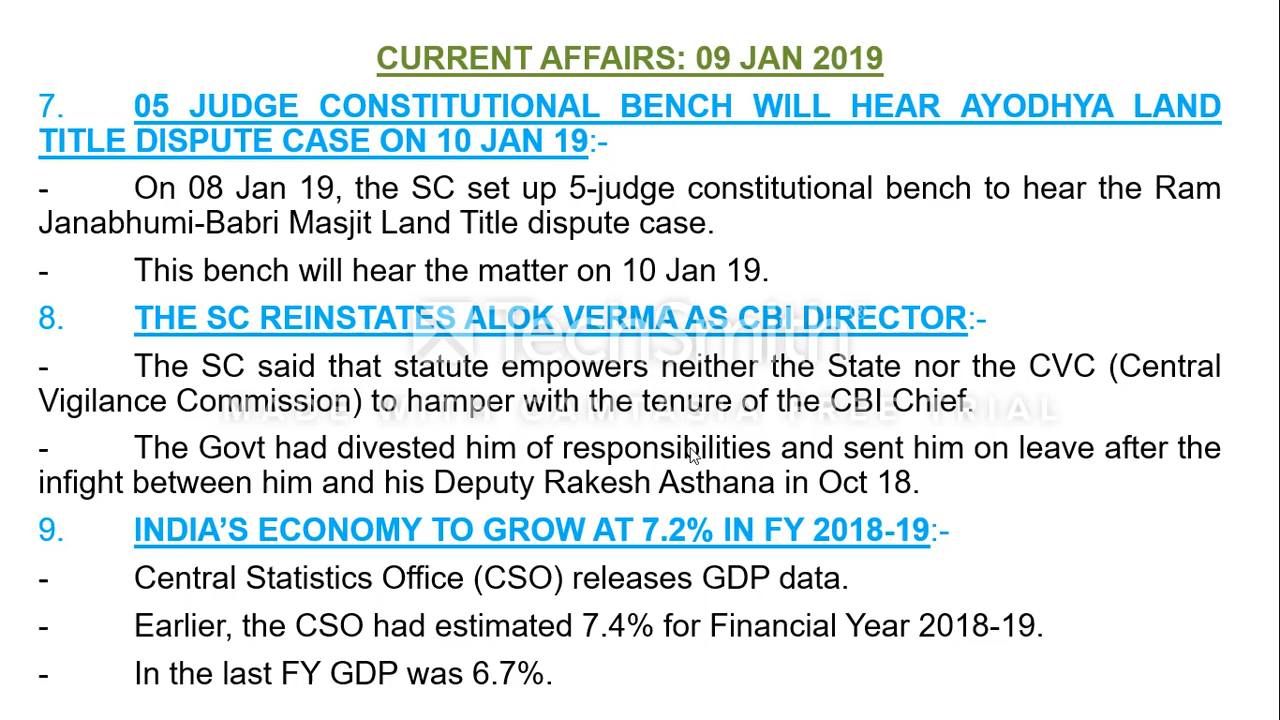 CURRENT AFFAIRS: 09 JAN 2019
7. 05 JUDGE CONSTITUTIONAL BENCH WILL HEAR AYODHYA LAND
TITLE DISPUTE CASE ON 10 JAN 19:-
- On 08 Jan 19, the SC set up 5-judge constitutional bench to hear the Ram
Janabhumi-Babri Masjit Land Title dispute case.
- This bench will hear the matter on 10 Jan 19.
8. THE SC REINSTATES ALOK VERMA AS CBI DIRECTOR:-
TechSmith®
- The SC said that statute empowers neither the State nor the CVC (Central
Vigilance Commission) to hamper with the tenure of the CBI Chief.
MADE WITH CAMTASIA FREE TRIAL
- The Govt had divested him of responsibilities and sent him on leave after the
infight between him and his Deputy Rakesh Asthana in Oct 18.
9. INDIA'S ECONOMY TO GROW AT 7.2% IN FY 2018-19:-
- Central Statistics Office (CSO) releases GDP data.
- Earlier, the CSO had estimated 7.4% for Financial Year 2018-19.
- In the last FY GDP was 6.7%.